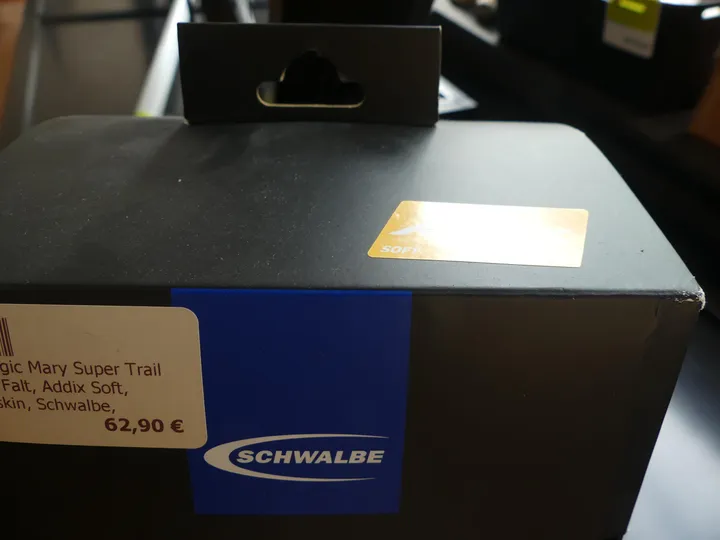 SOF
gic Mary Super Trail
Falt, Addix Soft,
skin, Schwalbe,
62,90 €
SCHWALBE